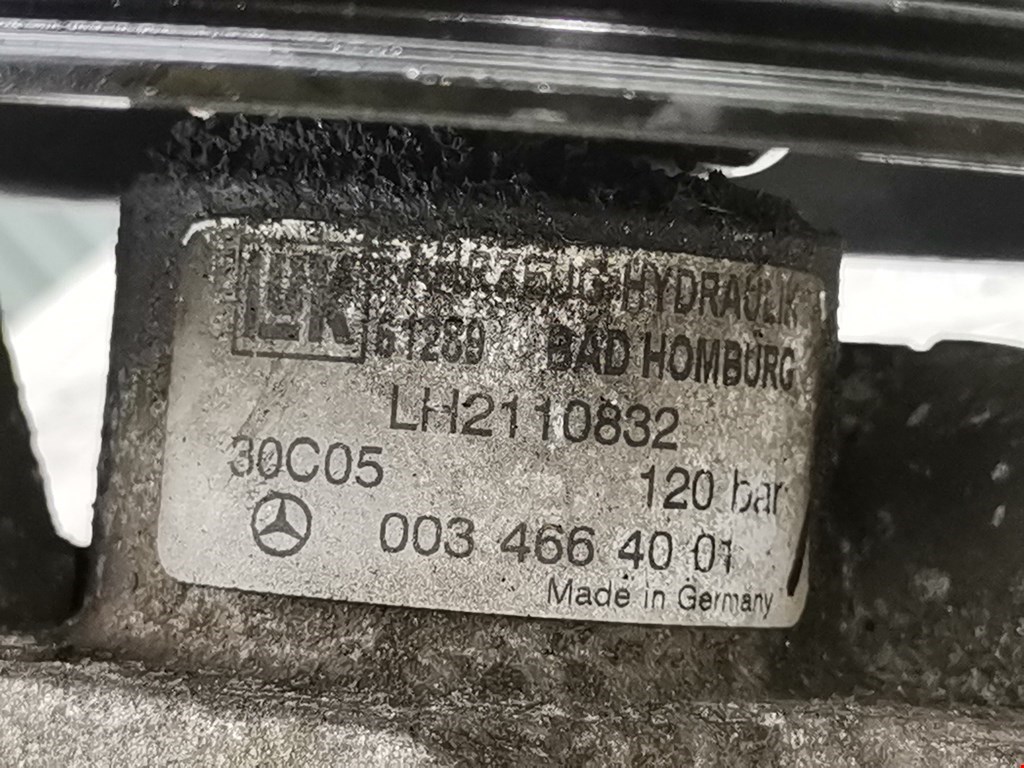 LUK FAHRZEUG-HYDRAULIK
61289 BAD HOMBURG
LH2110832
30C05 120 bar
003 466 40 01
Made in Germany